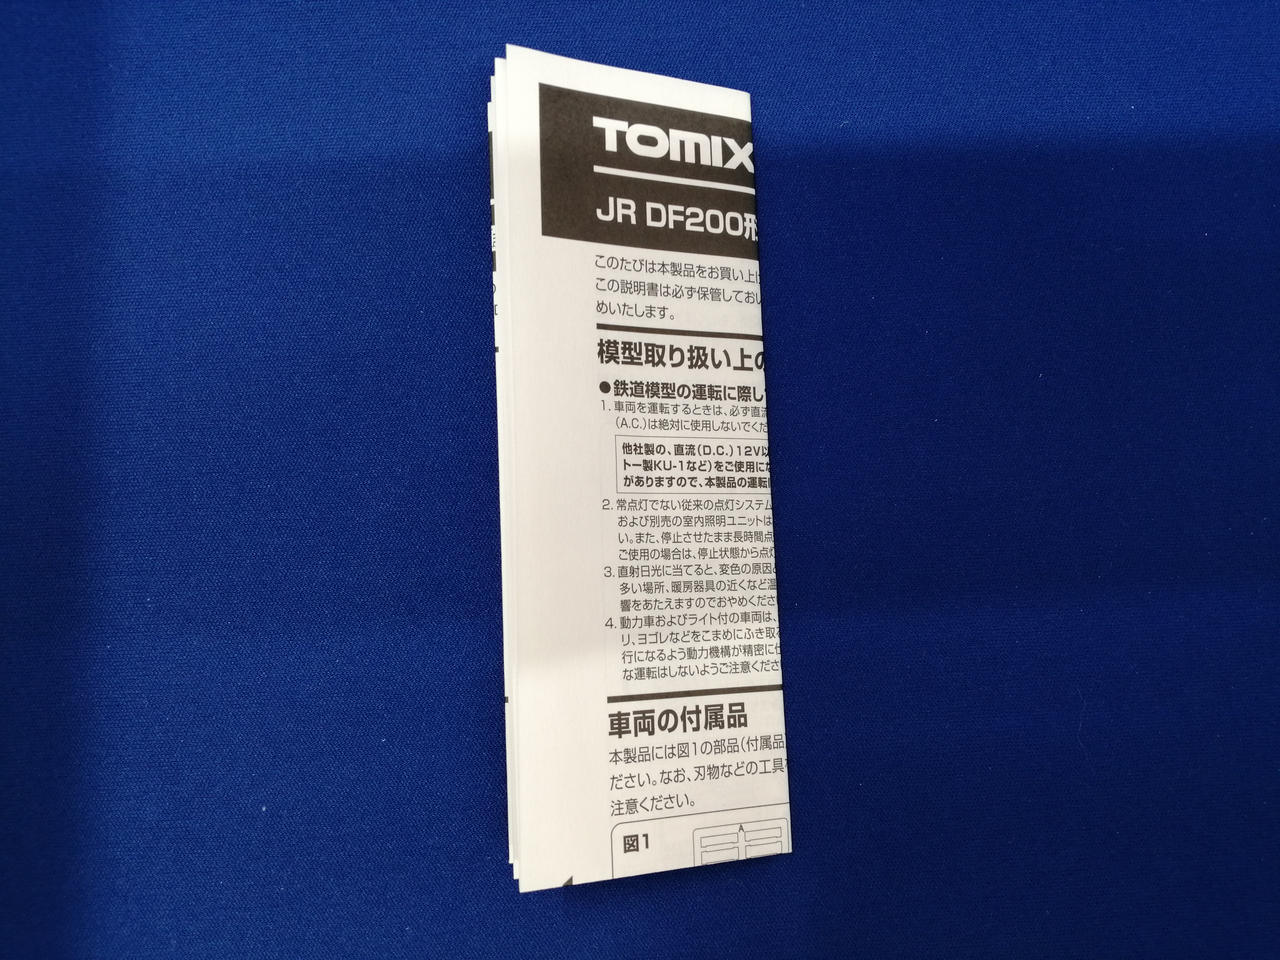 TOMIX
JR DF200形
このたびは本製品をお買い上げ
この説明書は必ず保管してお
めいたします。
模型取り扱い上の
●鉄道模型の運転に際し
1. 車両を運転するときは、必ず直流
(A.C.)は絶対に使用しないでくだ
他社製の、直流(D.C.)12V以
トー製KU-1など)をご使用にな
がありますので、本製品の運転
2. 常点灯でない従来の点灯システム
および別売の室内照明ユニットは
い。また、停止させたまま長時間点
ご使用の場合は、停止状態から点灯
3. 直射日光に当てると、変色の原因と
多い場所、暖房器具の近くなど温
響をあたえますのでおやめくださ
4. 動力車およびライト付の車両は、
リ、ヨゴレなどをこまめにふき取る
行になるよう動力機構が精密に仕
な運転はしないようご注意くださ
車両の付属品
本製品には図1の部品(付属品
ださい。なお、刃物などの工具
注意ください。
図1
A